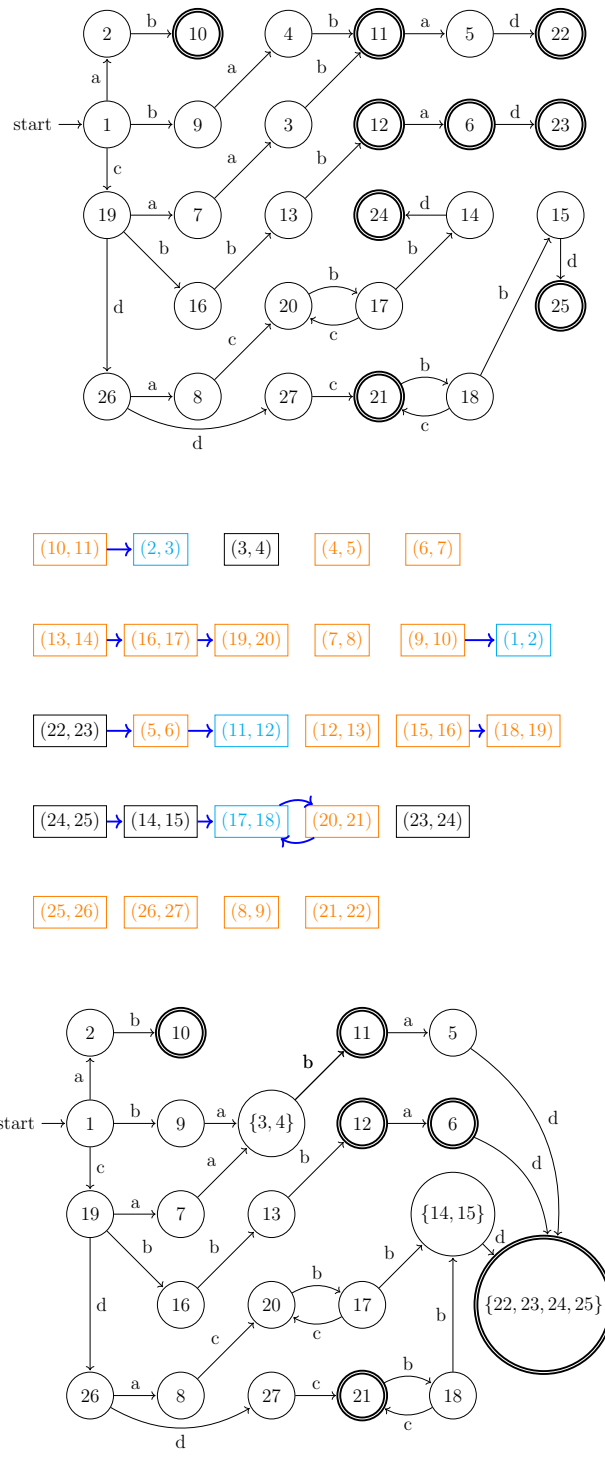 b b a d
2 10 4 11 5 22
a a b
start 1 b 9 3 12 a 6 d 23
c a b
19 a 7 13 24 d 14 15
b b b d
16 20 b 17 25
d c c b
26 a 8 27 c 21 b 18
d c
(10, 11) (2, 3) (3, 4) (4, 5) (6, 7)
(13, 14) (16, 17) (19, 20) (7, 8) (9, 10) (1, 2)
(22, 23) (5, 6) (11, 12) (12, 13) (15, 16) (18, 19)
(24, 25) (14, 15) (17, 18) (20, 21) (23, 24)
(25, 26) (26, 27) (8, 9) (21, 22)
2 b 10 11 a 5
a b d
start 1 b 9 a {3, 4} 12 a 6
c a b d
19 a 7 13 {14, 15}
b b b d
16 20 b 17 {22, 23, 24, 25}
d c c b
26 a 8 27 c 21 b 18
d c